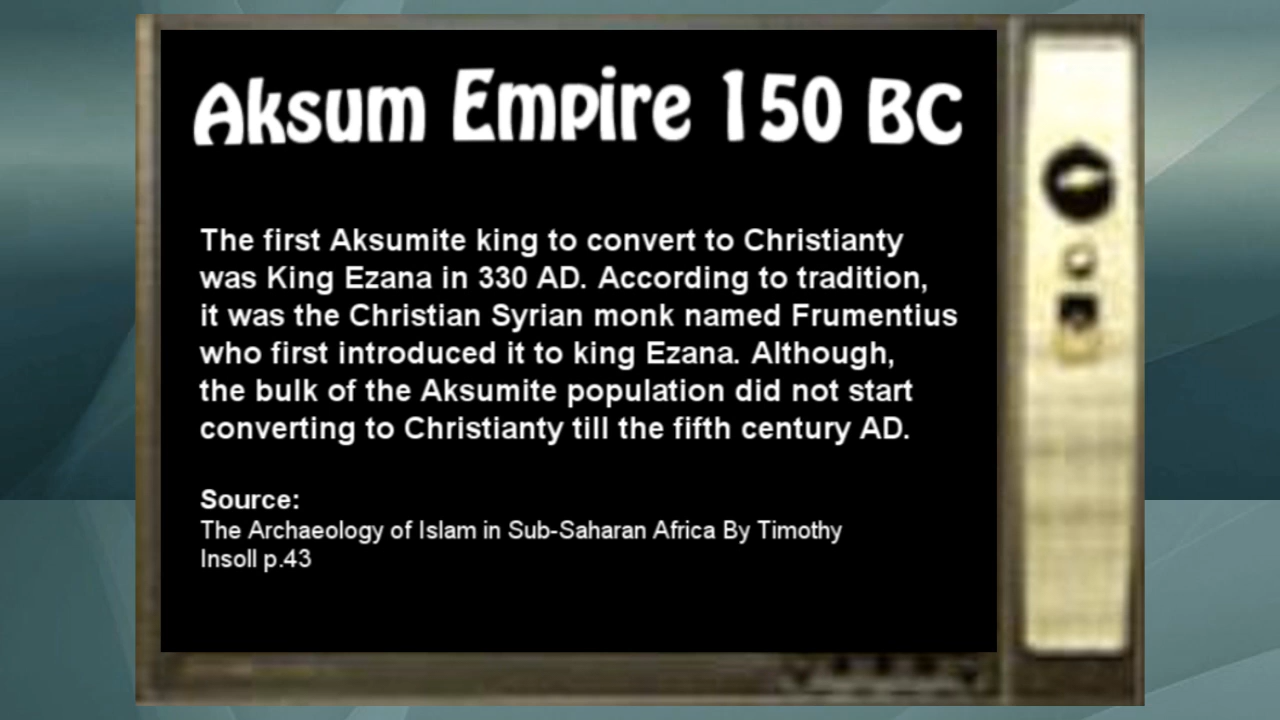 Aksum Empire 150 BC
The first Aksumite king to convert to Christianty
was King Ezana in 330 AD. According to tradition,
it was the Christian Syrian monk named Frumentius
who first introduced it to king Ezana. Although,
the bulk of the Aksumite population did not start
converting to Christianty till the fifth century AD.
Source:
The Archaeology of Islam in Sub-Saharan Africa By Timothy
Insoll p.43